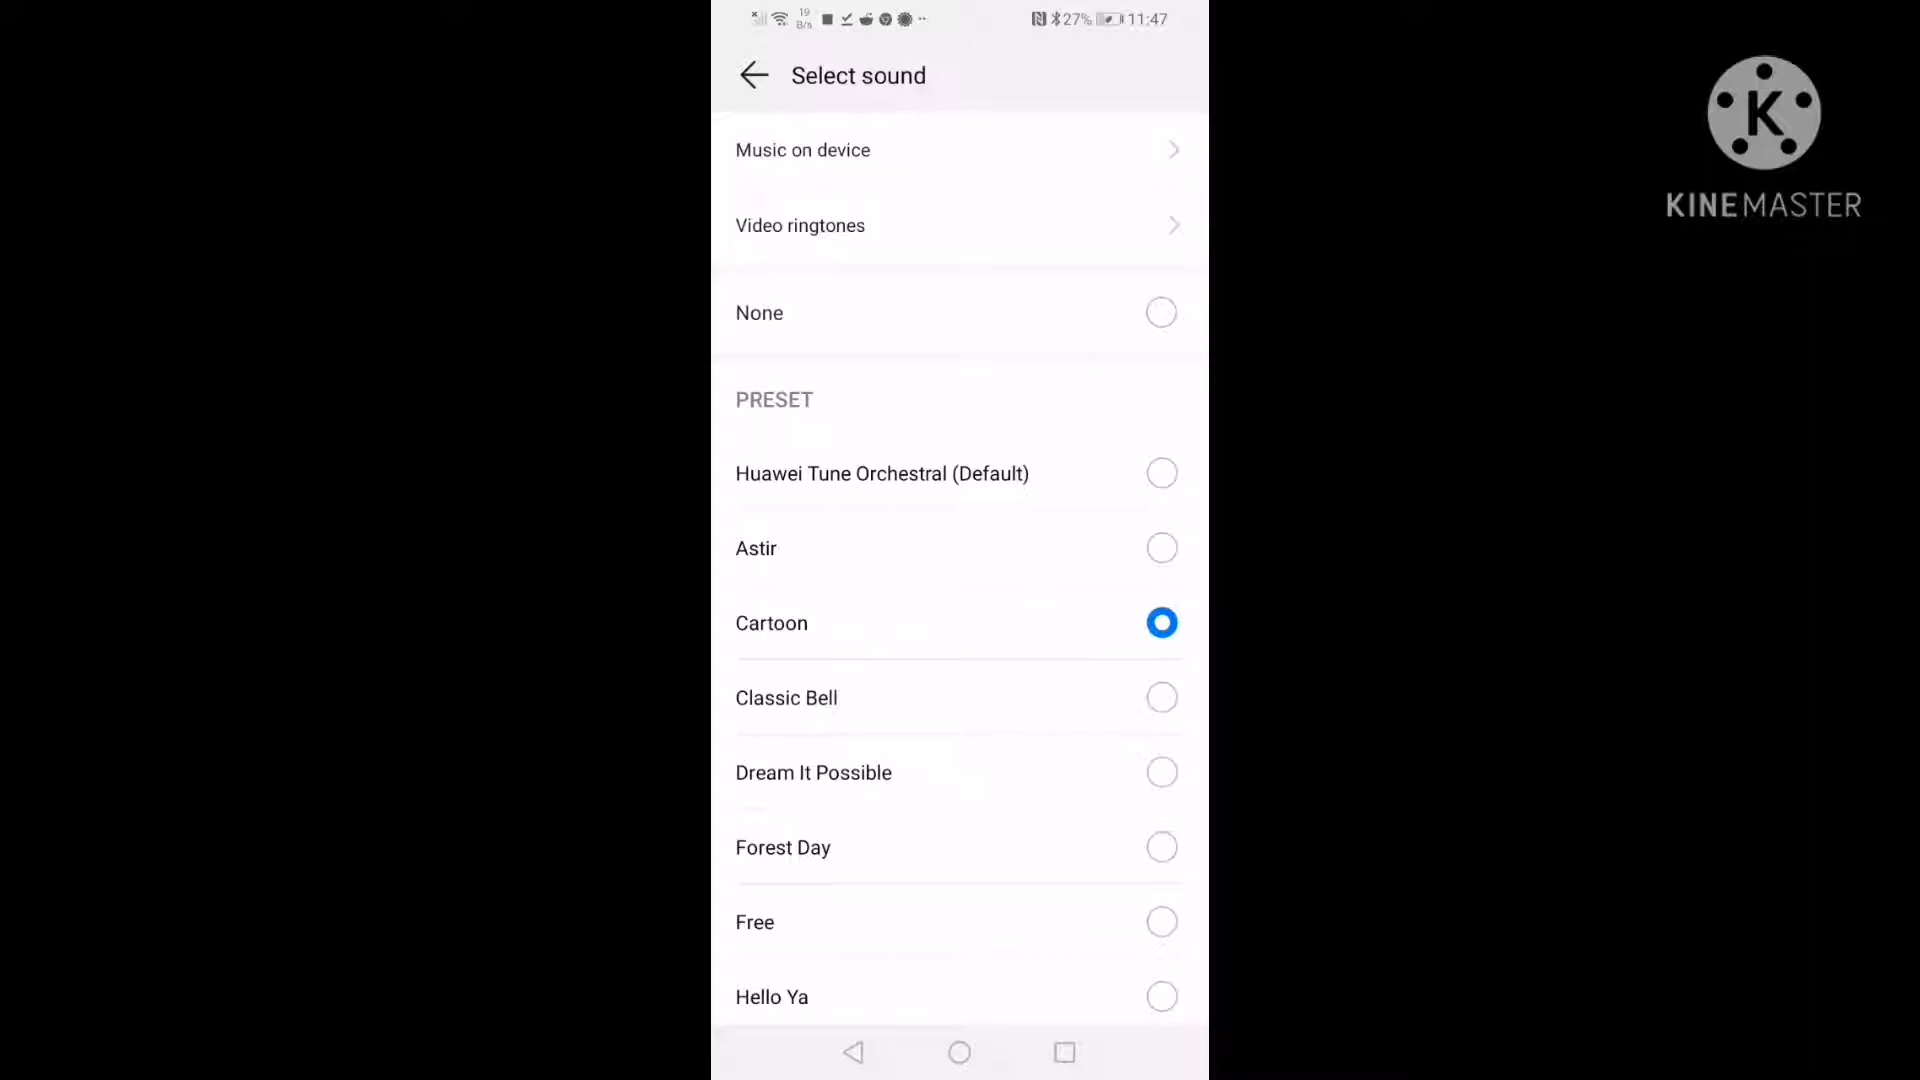 19
B/s
27%
11:47
Select sound
Music on device
Video ringtones
None
PRESET
Huawei Tune Orchestral (Default)
Astir
Cartoon
Classic Bell
Dream It Possible
Forest Day
Free
Hello Ya
K
KINEMASTER